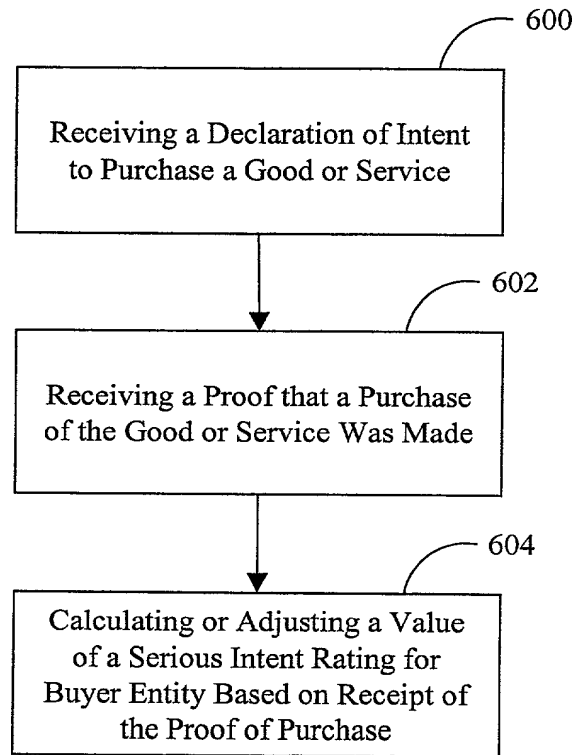 600
Receiving a Declaration of Intent
to Purchase a Good or Service
602
Receiving a Proof that a Purchase
of the Good or Service Was Made
604
Calculating or Adjusting a Value
of a Serious Intent Rating for
Buyer Entity Based on Receipt of
the Proof of Purchase